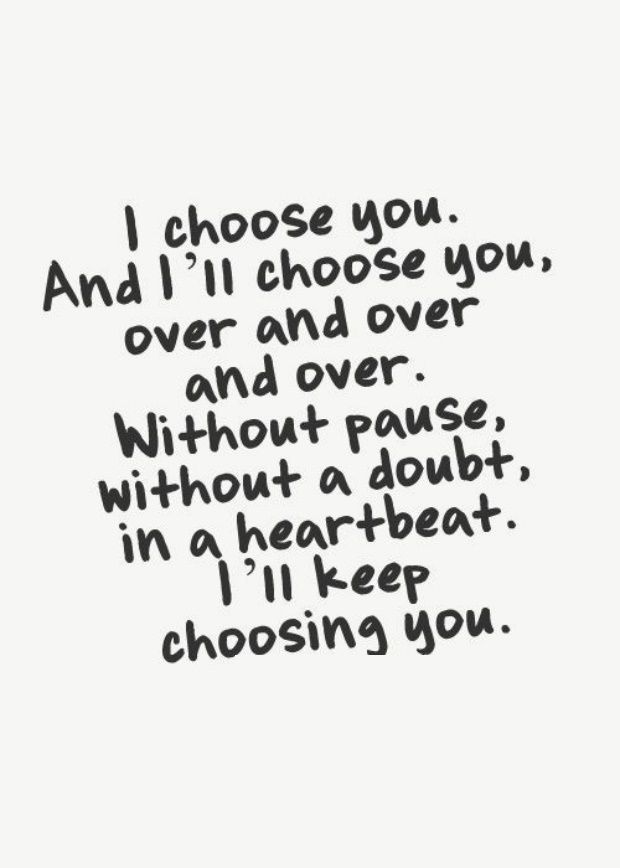 I choose you.
And I'll choose you,
over and over
and over.
Without pause,
without a doubt,
in a heartbeat.
I'll keep
choosing you.